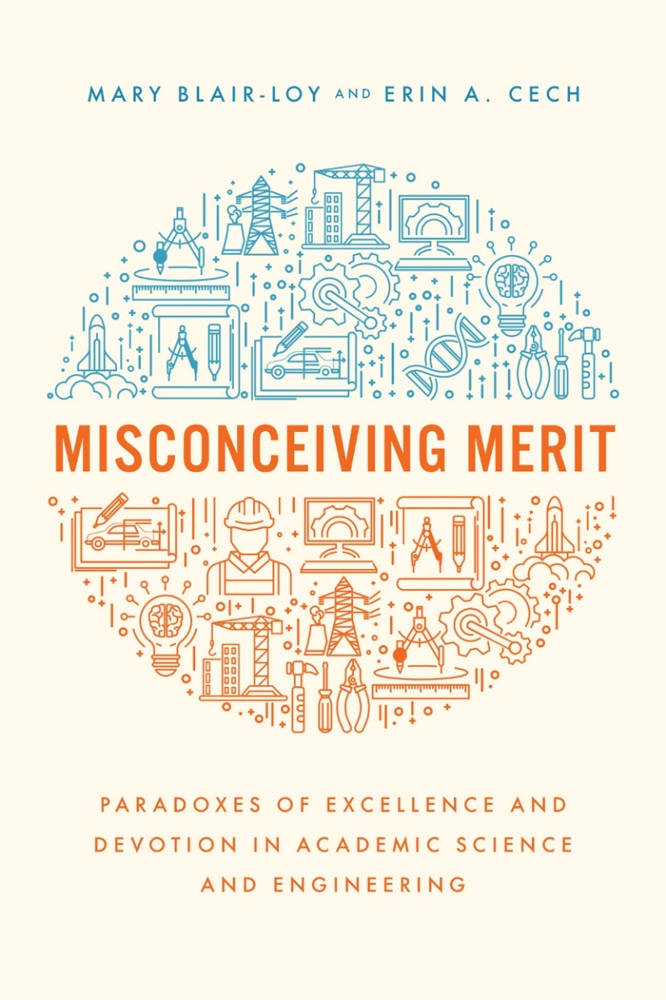 MARY BLAIR-LOY AND ERIN A. CECH
MISCONCEIVING MERIT
PARADOXES OF EXCELLENCE AND
DEVOTION IN ACADEMIC SCIENCE
AND ENGINEERING